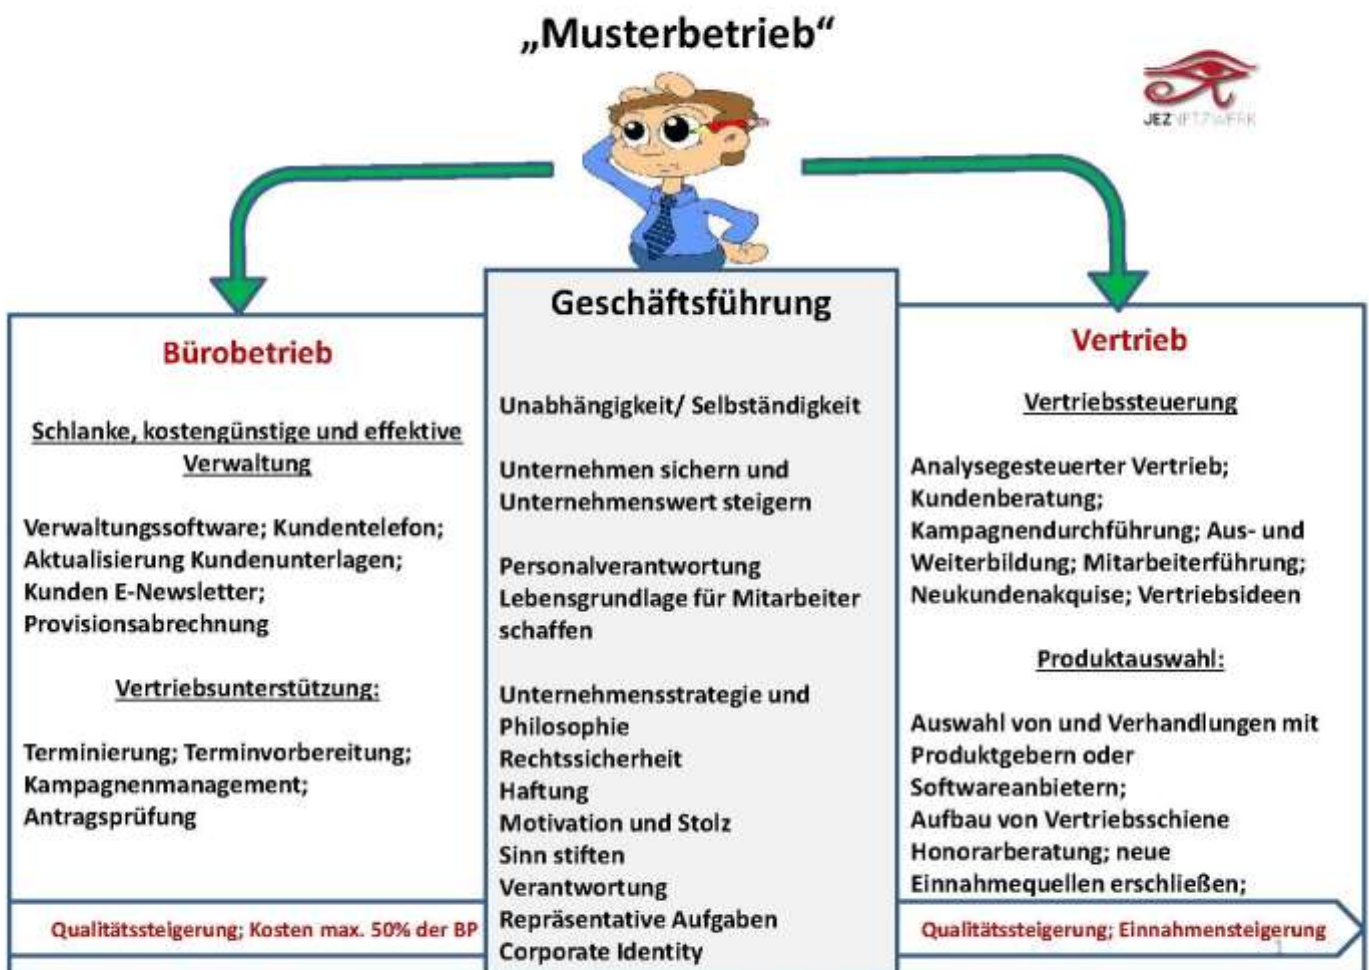 „Musterbetrieb“
JEZ NETZWERK
Bürobetrieb
Schlanke, kostengünstige und effektive
Verwaltung
Verwaltungssoftware; Kundentelefon;
Aktualisierung Kundenunterlagen;
Kunden E-Newsletter;
Provisionsabrechnung
Vertriebsunterstützung:
Terminierung; Terminvorbereitung;
Kampagnenmanagement;
Antragsprüfung
Qualitätssteigerung; Kosten max. 50% der BP
Geschäftsführung
Unabhängigkeit/ Selbständigkeit
Unternehmen sichern und
Unternehmenswert steigern
Personalverantwortung
Lebensgrundlage für Mitarbeiter
schaffen
Unternehmensstrategie und
Philosophie
Rechtssicherheit
Haftung
Motivation und Stolz
Sinn stiften
Verantwortung
Repräsentative Aufgaben
Corporate Identity
Vertrieb
Vertriebssteuerung
Analysegesteuerter Vertrieb;
Kundenberatung;
Kampagnendurchführung; Aus- und
Weiterbildung; Mitarbeiterführung;
Neukundenakquise; Vertriebsideen
Produktauswahl:
Auswahl von und Verhandlungen mit
Produktgebern oder
Softwareanbietern;
Aufbau von Vertriebsschiene
Honorarberatung; neue
Einnahmequellen erschließen;
Qualitätssteigerung; Einnahmensteigerung
1